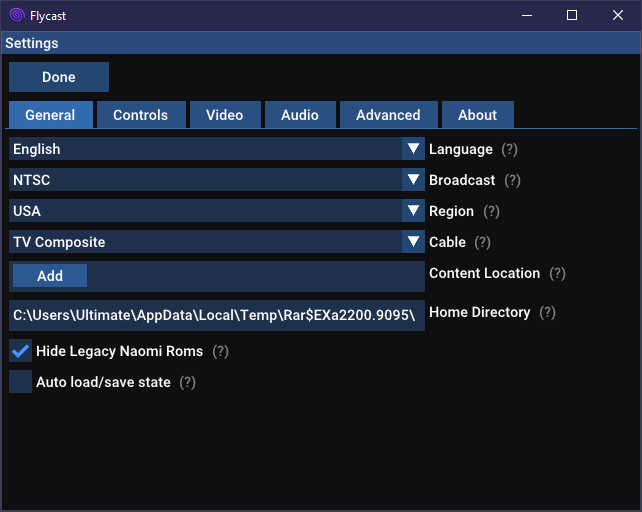 Flycast
Settings
Done
General Controls Video Audio Advanced About
English Language (?)
NTSC Broadcast (?)
USA Region (?)
TV Composite Cable (?)
Add Content Location (?)
C:\Users\Ultimate\AppData\Local\Temp\Rar$EXa2200.9095\ Home Directory (?)
Hide Legacy Naomi Roms (?)
Auto load/save state (?)